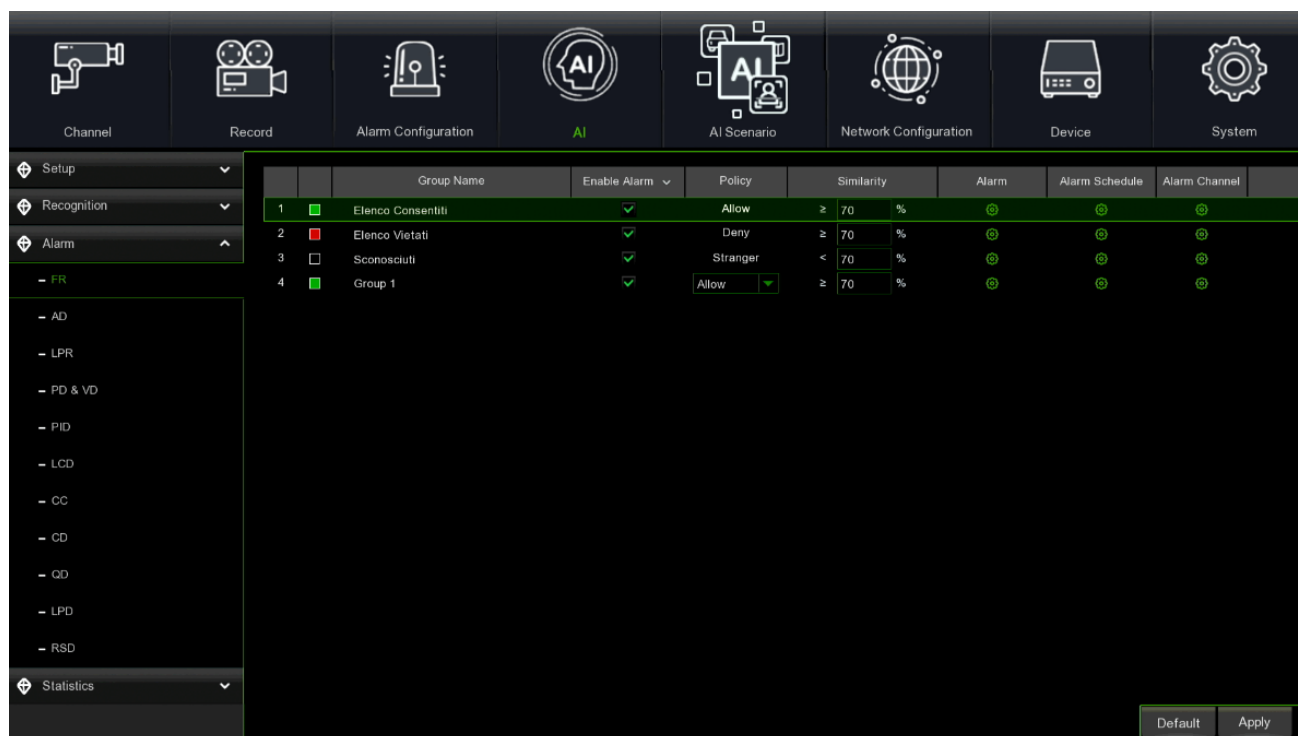 Channel Record Alarm Configuration AI AI Scenario Network Configuration Device System
AI
Setup
Recognition
Alarm
FR
AD
LPR
PD & VD
PID
LCD
CC
CD
QD
LPD
RSD
Statistics
Group Name Enable Alarm Policy Similarity Alarm Alarm Schedule Alarm Channel
1 Elenco Consentiti Allow ≥ 70 %
2 Elenco Vietati Deny ≥ 70 %
3 Sconosciuti Stranger < 70 %
4 Group 1 Allow ≥ 70 %
Default Apply